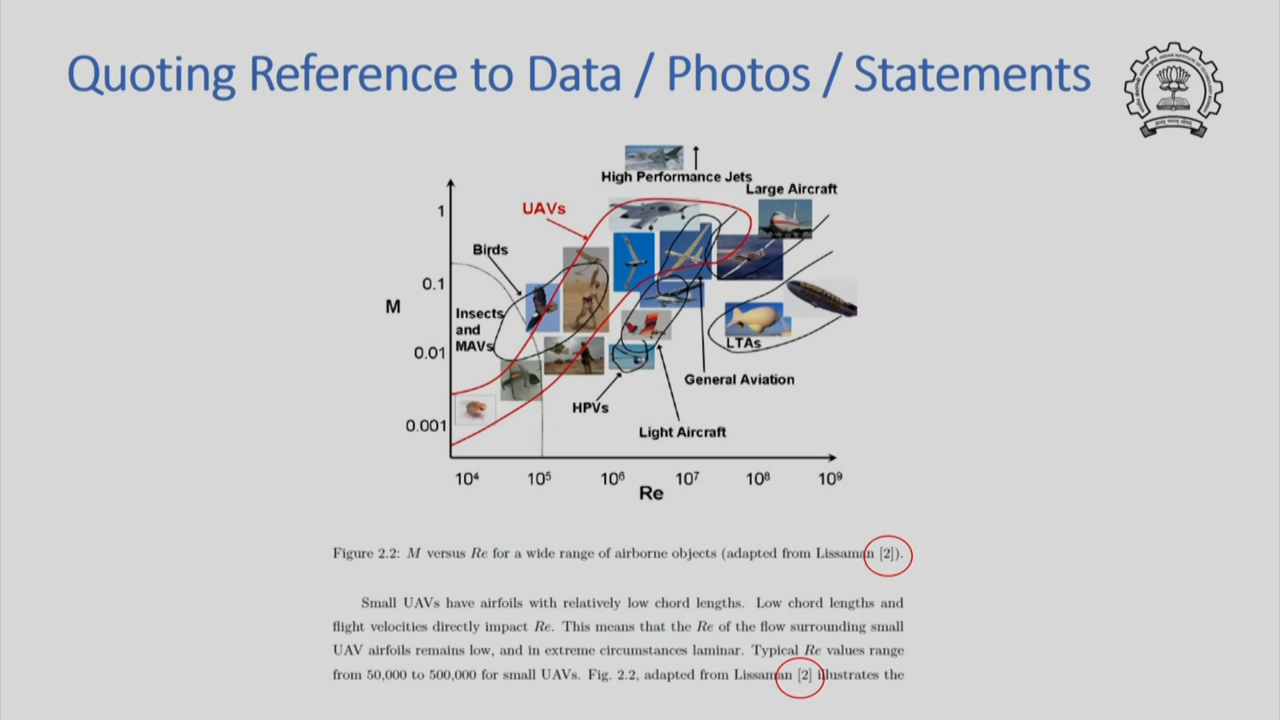 Quoting Reference to Data / Photos / Statements
High Performance Jets
Large Aircraft
UAVs
1
Birds
0.1
M
Insects
and
MAVs
0.01
LTAs
General Aviation
HPVs
0.001
Light Aircraft
10⁴ 10⁵ 10⁶ 10⁷ 10⁸ 10⁹
Re
Figure 2.2: M versus Re for a wide range of airborne objects (adapted from Lissaman [2]).
Small UAVs have airfoils with relatively low chord lengths. Low chord lengths and
flight velocities directly impact Re. This means that the Re of the flow surrounding small
UAV airfoils remains low, and in extreme circumstances laminar. Typical Re values range
from 50,000 to 500,000 for small UAVs. Fig. 2.2, adapted from Lissaman [2] illustrates the